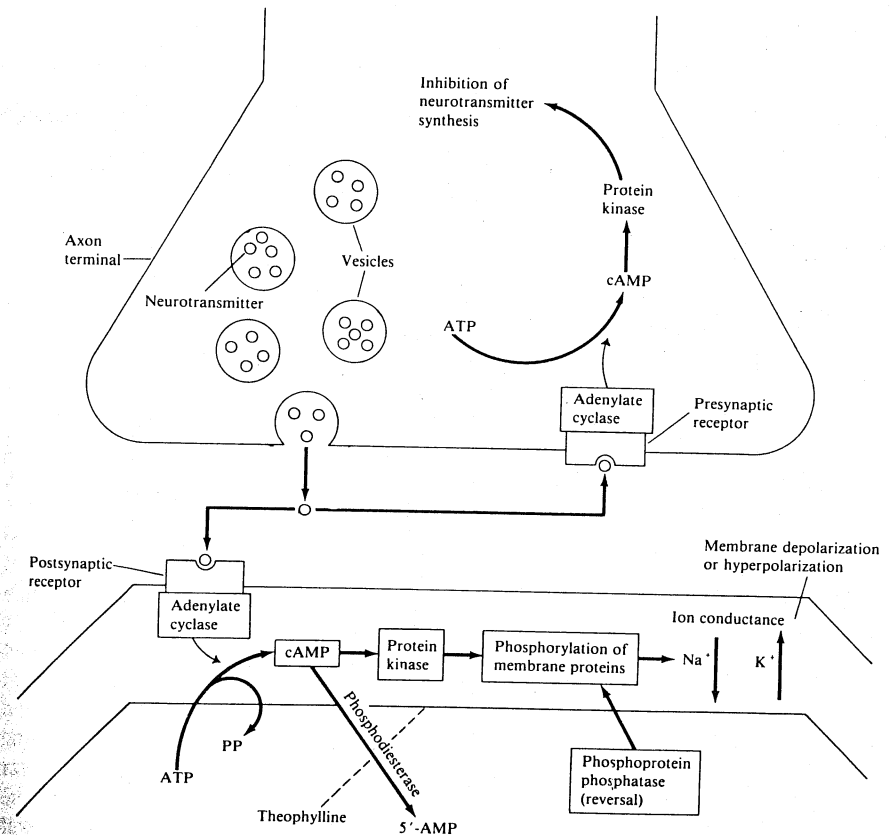 Inhibition of
neurotransmitter
synthesis
Protein
kinase
Axon
terminal
Vesicles
cAMP
Neurotransmitter
ATP
Adenylate
cyclase
Presynaptic
receptor
Membrane depolarization
or hyperpolarization
Postsynaptic
receptor
Adenylate
cyclase
Ion conductance
cAMP
Protein
kinase
Phosphorylation of
membrane proteins
Na+
K+
PP
ATP
Phosphodiesterase
Phosphoprotein
phosphatase
(reversal)
Theophylline
5′-AMP